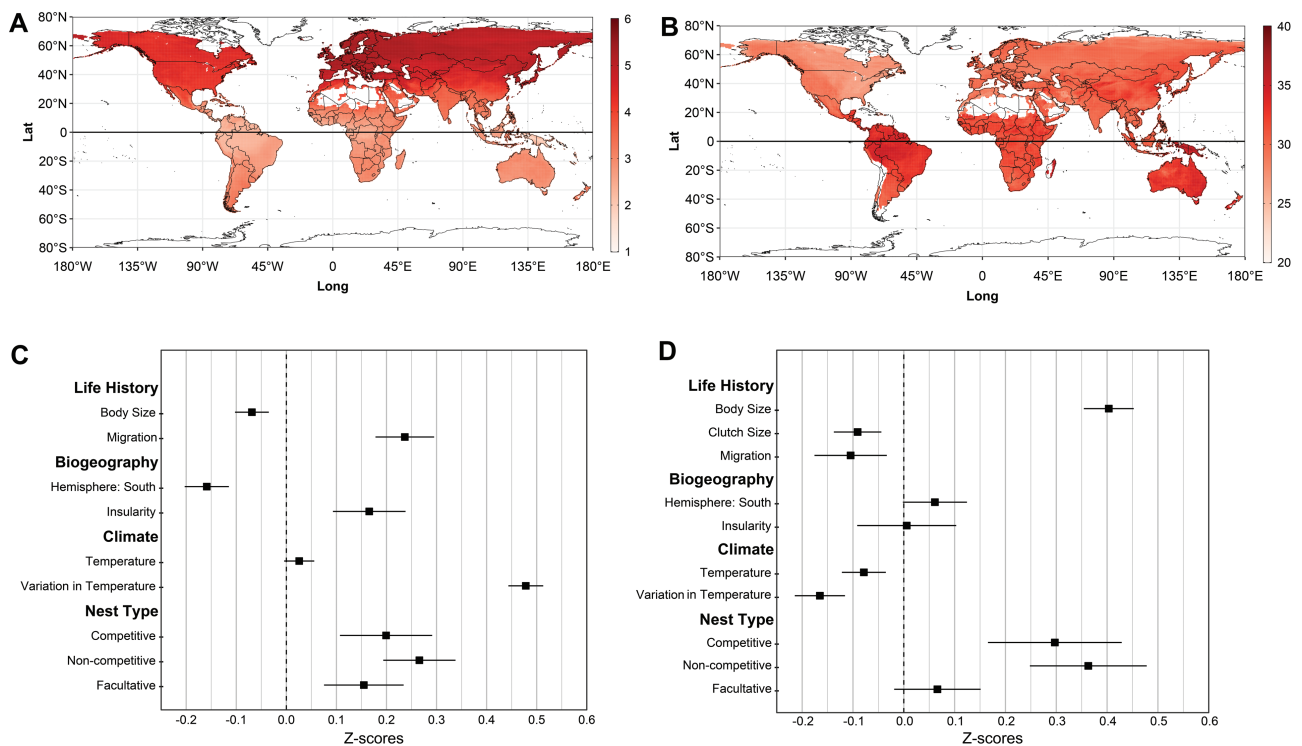 A
80°N
60°N
40°N
20°N
0
20°S
40°S
60°S
80°S
Lat
180°W 135°W 90°W 45°W 0 45°E 90°E 135°E 180°E
Long
6
5
4
3
2
1
B
80°N
60°N
40°N
20°N
0
20°S
40°S
60°S
80°S
Lat
180°W 135°W 90°W 45°W 0 45°E 90°E 135°E 180°E
Long
40
35
30
25
20
C
Life History
Body Size
Migration
Biogeography
Hemisphere: South
Insularity
Climate
Temperature
Variation in Temperature
Nest Type
Competitive
Non-competitive
Facultative
-0.2 -0.1 0.0 0.1 0.2 0.3 0.4 0.5 0.6
Z-scores
D
Life History
Body Size
Clutch Size
Migration
Biogeography
Hemisphere: South
Insularity
Climate
Temperature
Variation in Temperature
Nest Type
Competitive
Non-competitive
Facultative
-0.2 -0.1 0.0 0.1 0.2 0.3 0.4 0.5 0.6
Z-scores